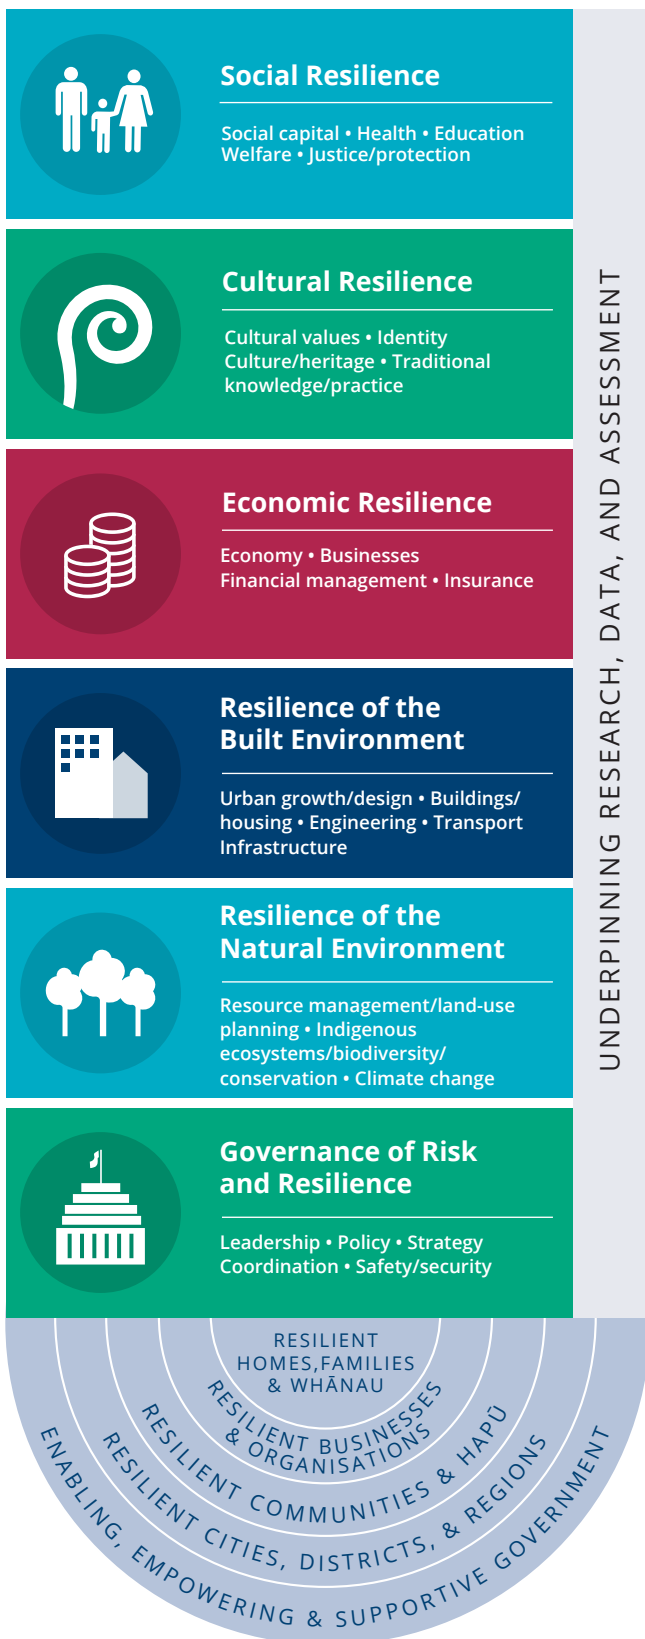 Social Resilience
Social capital • Health • Education
Welfare • Justice/protection
Cultural Resilience
Cultural values • Identity
Culture/heritage • Traditional
knowledge/practice
Economic Resilience
Economy • Businesses
Financial management • Insurance
Resilience of the
Built Environment
Urban growth/design • Buildings/
housing • Engineering • Transport
Infrastructure
Resilience of the
Natural Environment
Resource management/land-use
planning • Indigenous
ecosystems/biodiversity/
conservation • Climate change
Governance of Risk
and Resilience
Leadership • Policy • Strategy
Coordination • Safety/security
UNDERPINNING RESEARCH, DATA, AND ASSESSMENT
RESILIENT
HOMES,FAMILIES
& WHĀNAU
RESILIENT BUSINESSES
& ORGANISATIONS
RESILIENT COMMUNITIES & HAPŪ
RESILIENT CITIES, DISTRICTS, & REGIONS
ENABLING, EMPOWERING & SUPPORTIVE GOVERNMENT